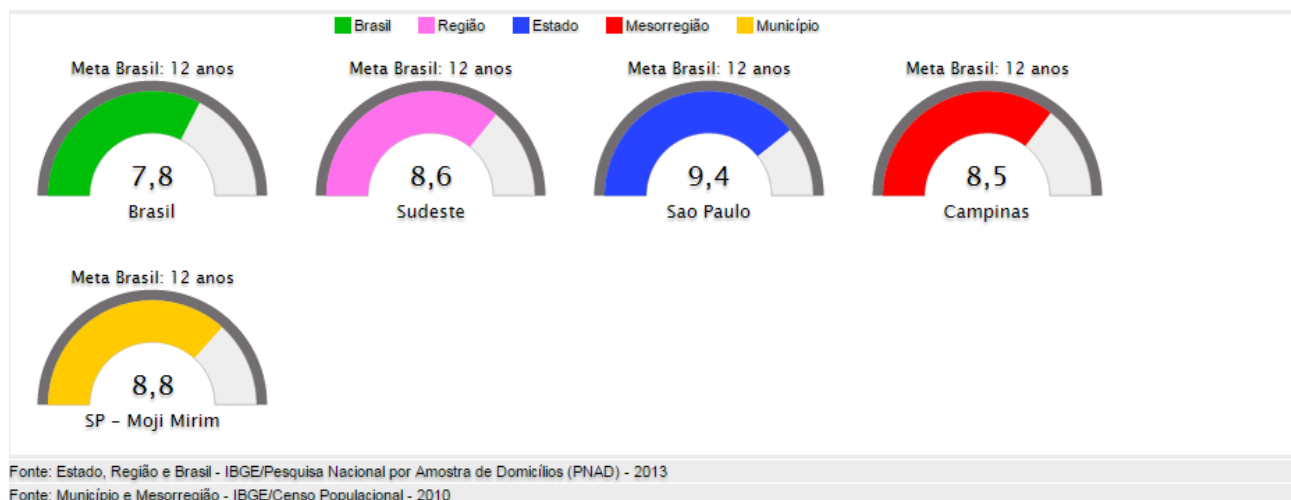 Brasil Região Estado Mesorregião Município
Meta Brasil: 12 anos Meta Brasil: 12 anos Meta Brasil: 12 anos Meta Brasil: 12 anos
7,8 8,6 9,4 8,5
Brasil Sudeste Sao Paulo Campinas
Meta Brasil: 12 anos
8,8
SP - Moji Mirim
Fonte: Estado, Região e Brasil - IBGE/Pesquisa Nacional por Amostra de Domicílios (PNAD) - 2013
Fonte: Município e Mesorregião - IBGE/Censo Populacional - 2010